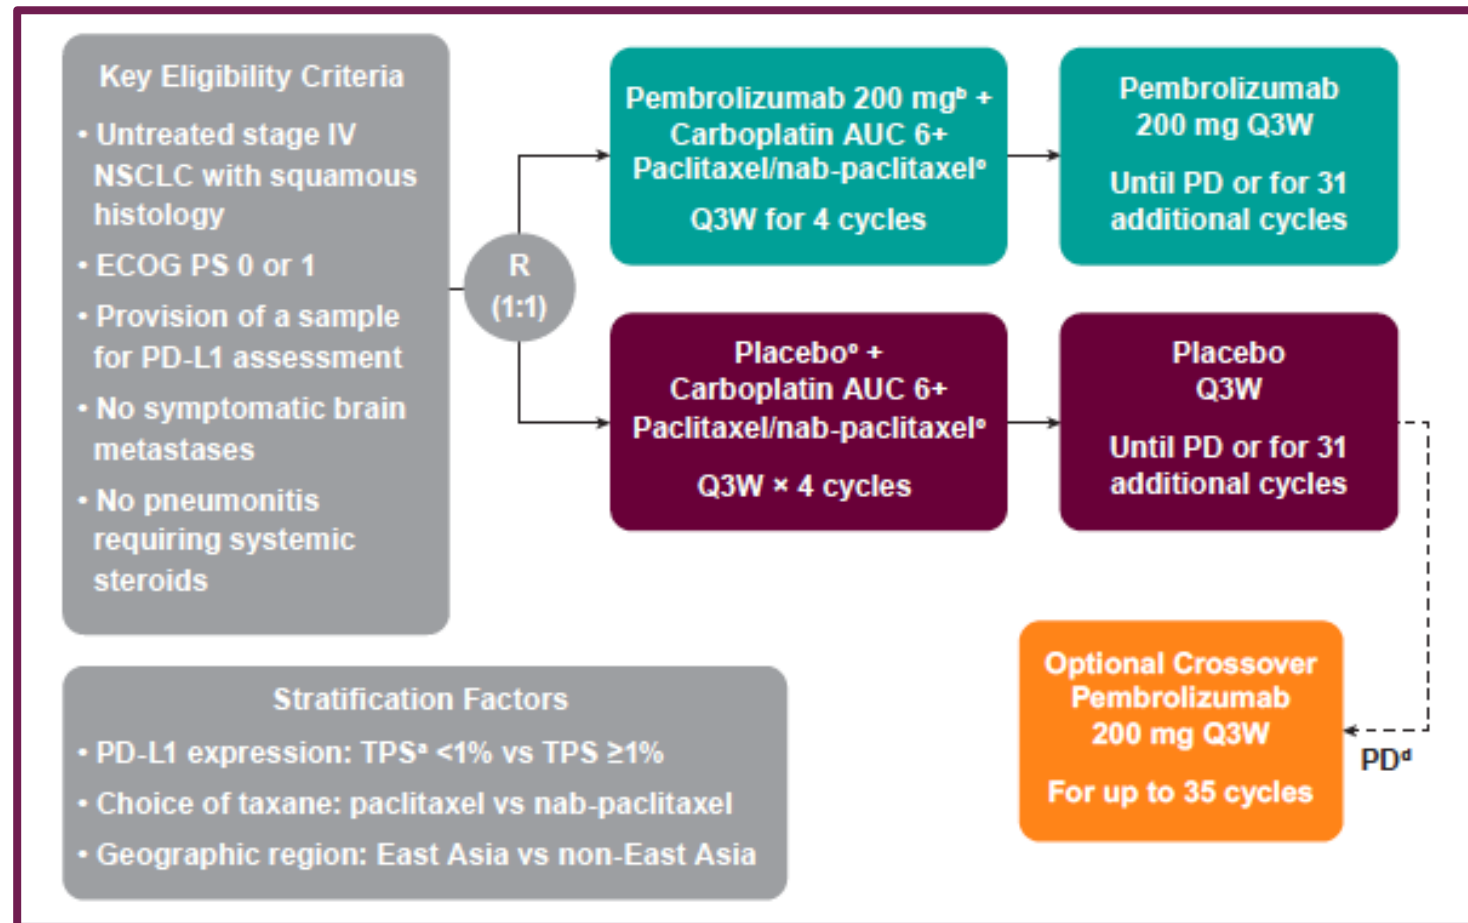 Key Eligibility Criteria
• Untreated stage IV
NSCLC with squamous
histology
• ECOG PS 0 or 1
• Provision of a sample
for PD-L1 assessment
• No symptomatic brain
metastases
• No pneumonitis
requiring systemic
steroids
R
(1:1)
Pembrolizumab 200 mgᵇ +
Carboplatin AUC 6+
Paclitaxel/nab-paclitaxelᶜ
Q3W for 4 cycles
Pembrolizumab
200 mg Q3W
Until PD or for 31
additional cycles
Placeboᵒ +
Carboplatin AUC 6+
Paclitaxel/nab-paclitaxelᶜ
Q3W × 4 cycles
Placebo
Q3W
Until PD or for 31
additional cycles
Optional Crossover
Pembrolizumab
200 mg Q3W
For up to 35 cycles
PDᵈ
Stratification Factors
• PD-L1 expression: TPSᵃ <1% vs TPS ≥1%
• Choice of taxane: paclitaxel vs nab-paclitaxel
• Geographic region: East Asia vs non-East Asia